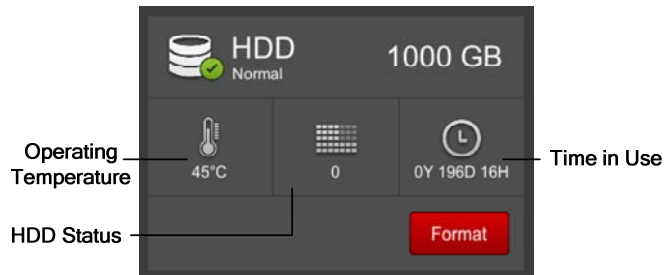 HDD
Normal
1000 GB
Operating
Temperature
45°C
0
0Y 196D 16H
Time in Use
HDD Status
Format